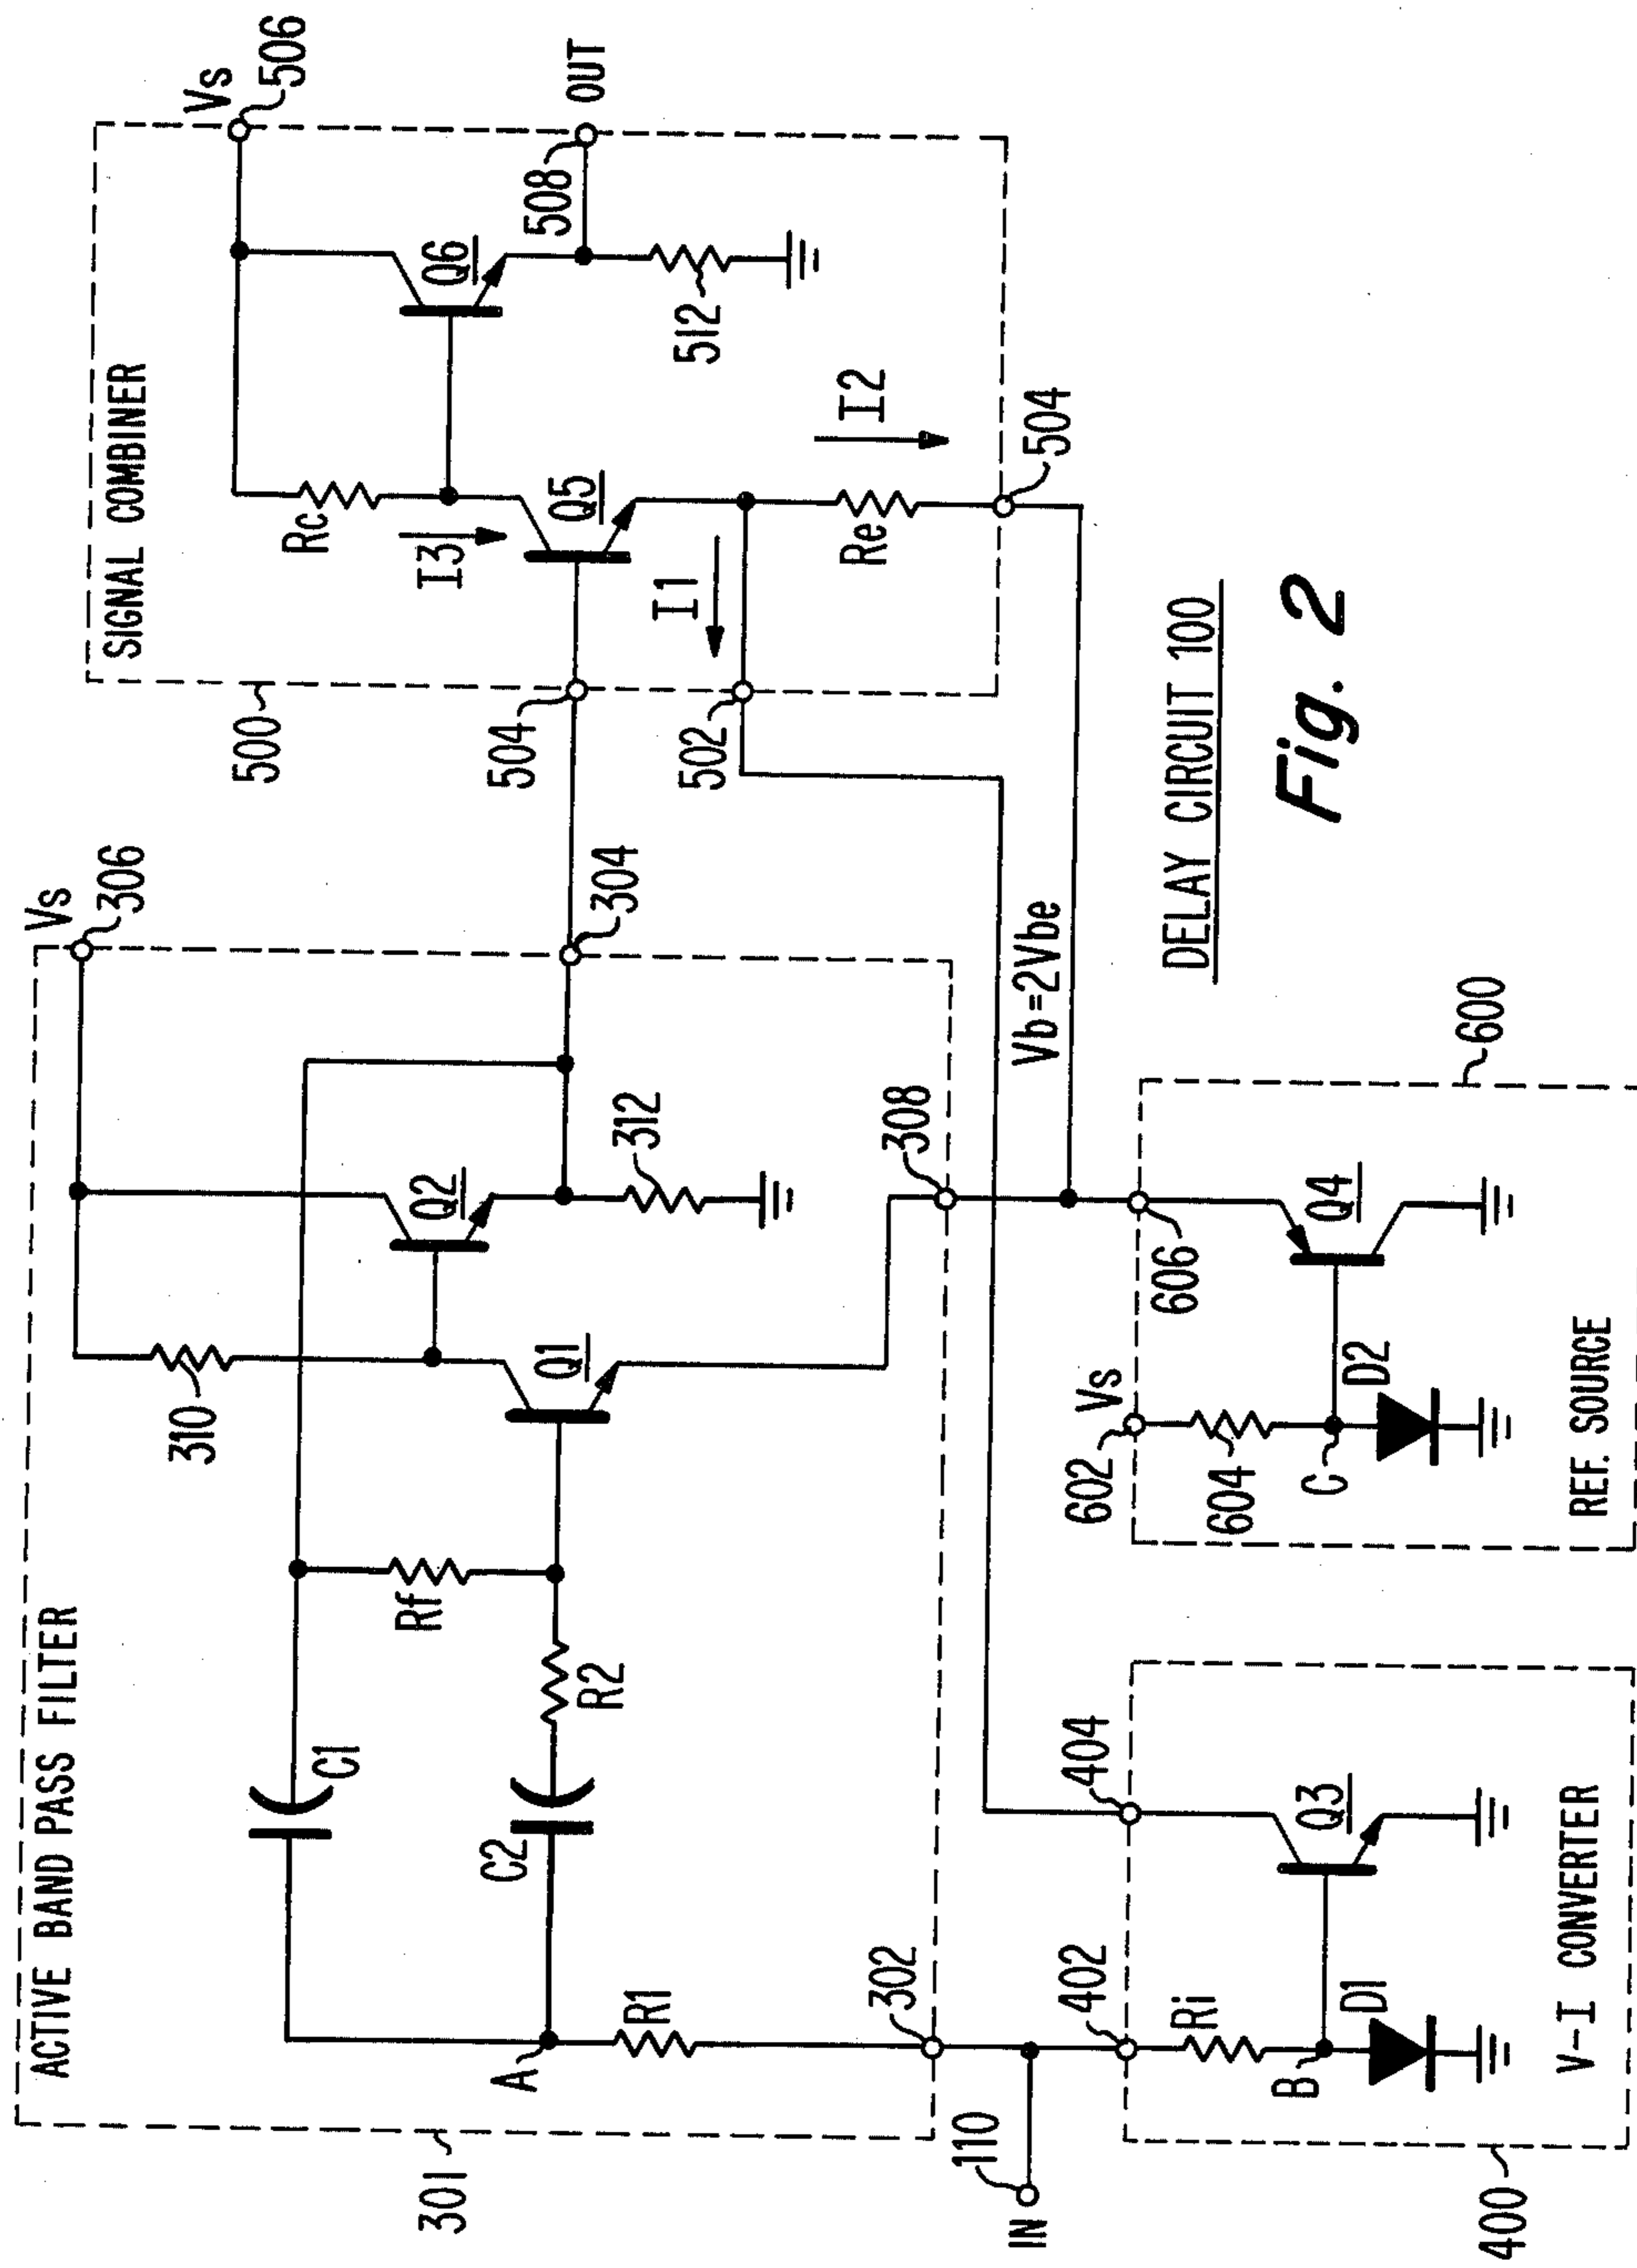 ACTIVE BAND PASS FILTER
301
Vs
306
310
Q2
312
304
C1
Rf
Q1
C2
R2
A
R1
302
308
SIGNAL COMBINER
500
Vs
506
Rc
I3
Q6
508
OUT
512
504
Q5
I1
502
Re
I2
504
IN
110
402
404
Ri
B
D1
Q3
V-I CONVERTER
400
Vb=2Vbe
602
Vs
604
C
D2
606
Q4
REF. SOURCE
600
DELAY CIRCUIT 100
Fig. 2